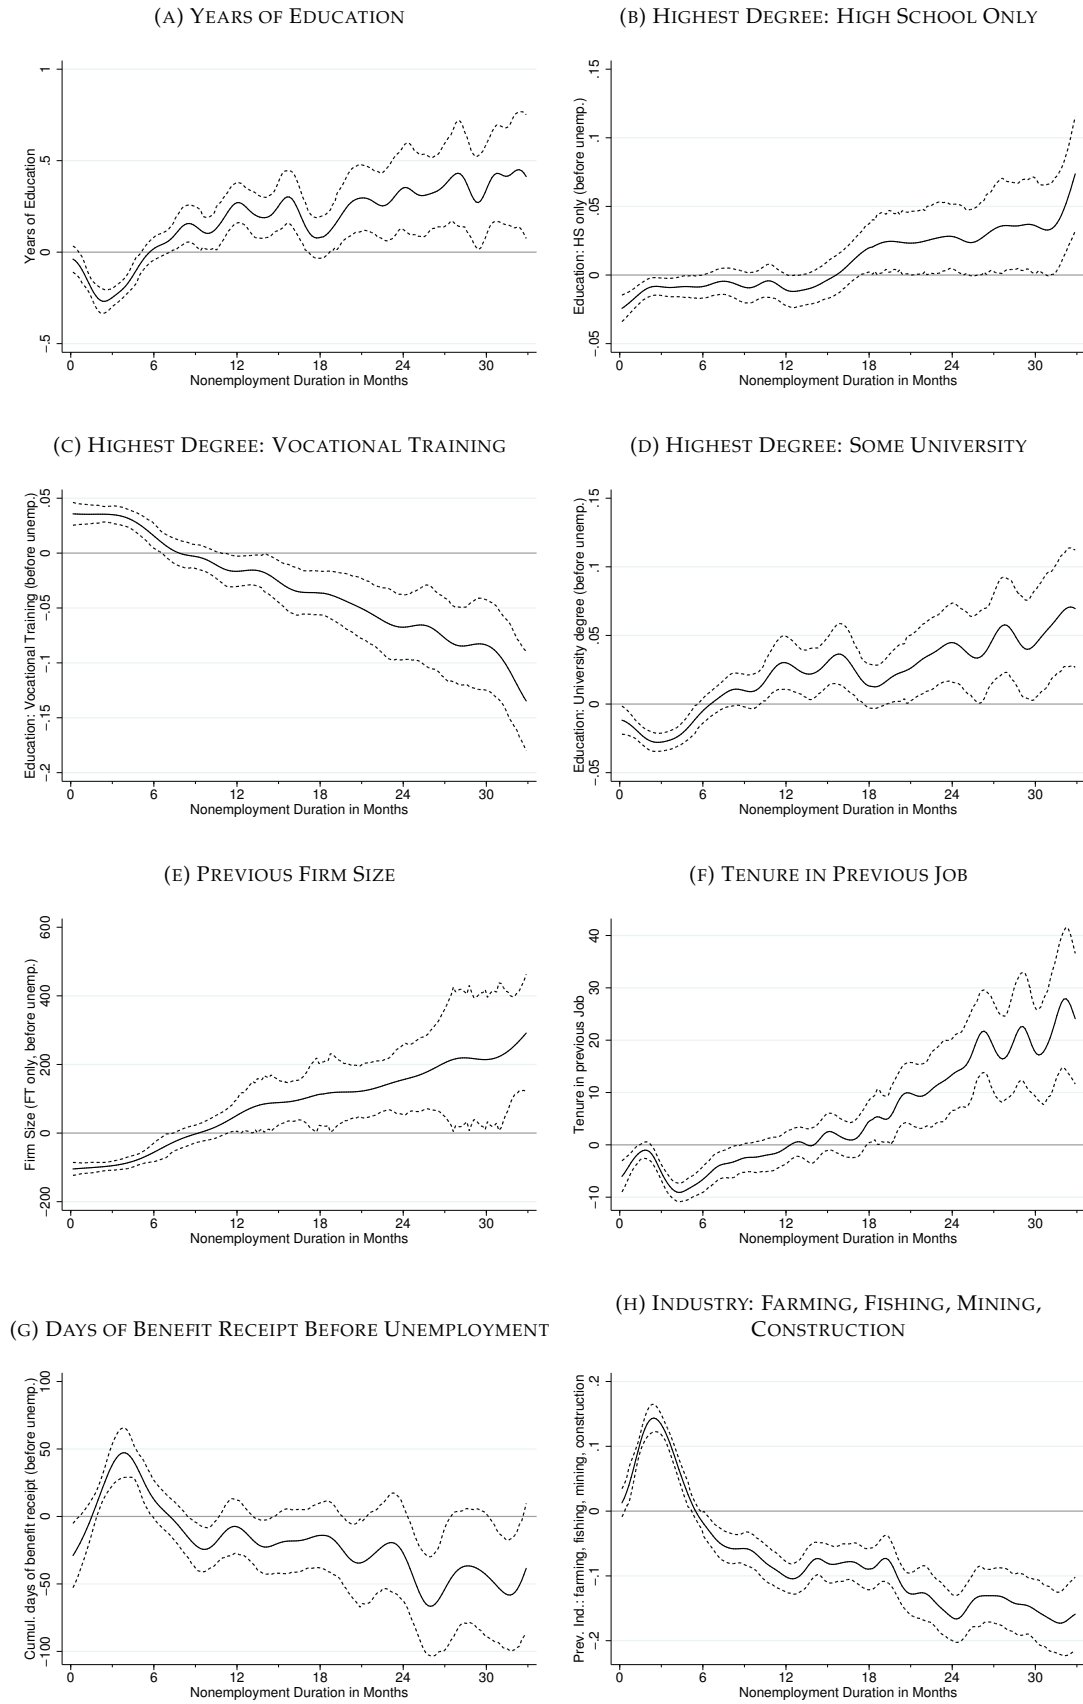 (A) YEARS OF EDUCATION
Years of Education
1
.5
0
-.5
0 6 12 18 24 30
Nonemployment Duration in Months
(B) HIGHEST DEGREE: HIGH SCHOOL ONLY
Education: HS only (before unemp.)
.15
.1
.05
0
-.05
0 6 12 18 24 30
Nonemployment Duration in Months
(C) HIGHEST DEGREE: VOCATIONAL TRAINING
Education: Vocational Training (before unemp.)
.05
0
-.05
-.1
-.15
-.2
0 6 12 18 24 30
Nonemployment Duration in Months
(D) HIGHEST DEGREE: SOME UNIVERSITY
Education: University degree (before unemp.)
.15
.1
.05
0
-.05
0 6 12 18 24 30
Nonemployment Duration in Months
(E) PREVIOUS FIRM SIZE
Firm Size (FT only, before unemp.)
600
400
200
0
-200
0 6 12 18 24 30
Nonemployment Duration in Months
(F) TENURE IN PREVIOUS JOB
Tenure in previous Job
40
30
20
10
0
-10
0 6 12 18 24 30
Nonemployment Duration in Months
(G) DAYS OF BENEFIT RECEIPT BEFORE UNEMPLOYMENT
Cumul. days of benefit receipt (before unemp.)
100
50
0
-50
-100
0 6 12 18 24 30
Nonemployment Duration in Months
(H) INDUSTRY: FARMING, FISHING, MINING,
CONSTRUCTION
Prev. Ind.: farming, fishing, mining, construction
.2
.1
0
-.1
-.2
0 6 12 18 24 30
Nonemployment Duration in Months